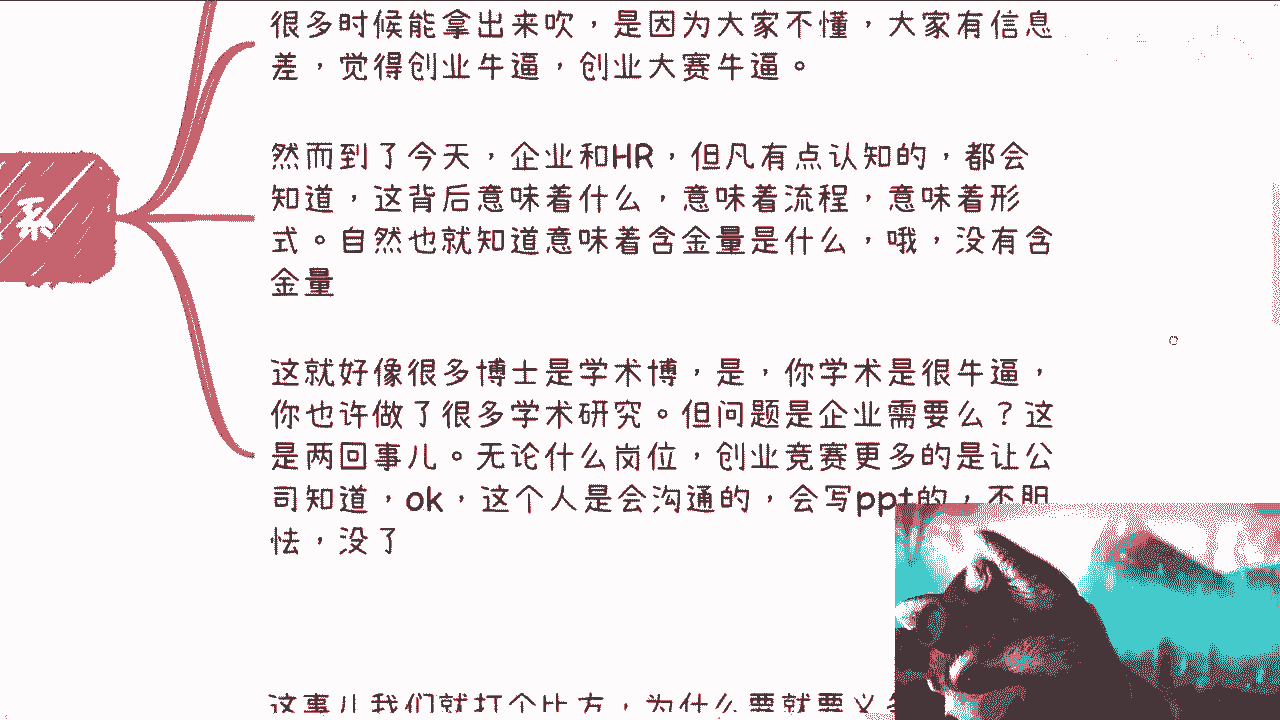 很多时候能拿出来吹，是因为大家不懂，大家有信息
差，觉得创业牛逼，创业大赛牛逼。
然而到了今天，企业和HR，但凡有点认知的，都会
知道，这背后意味着什么，意味着流程，意味着形
式。自然也就知道意味着含金量是什么，哦，没有含
金量
系
这就好像很多博士是学术博，是，你学术是很牛逼，
你也许做了很多学术研究。但问题是企业需要么？这
是两回事儿。无论什么岗位，创业竞赛更多的是让公
司知道，ok，这个人是会沟通的，会写ppt的，不胆
怯，没了
这事儿我们就打个比方，为什么要就要义务